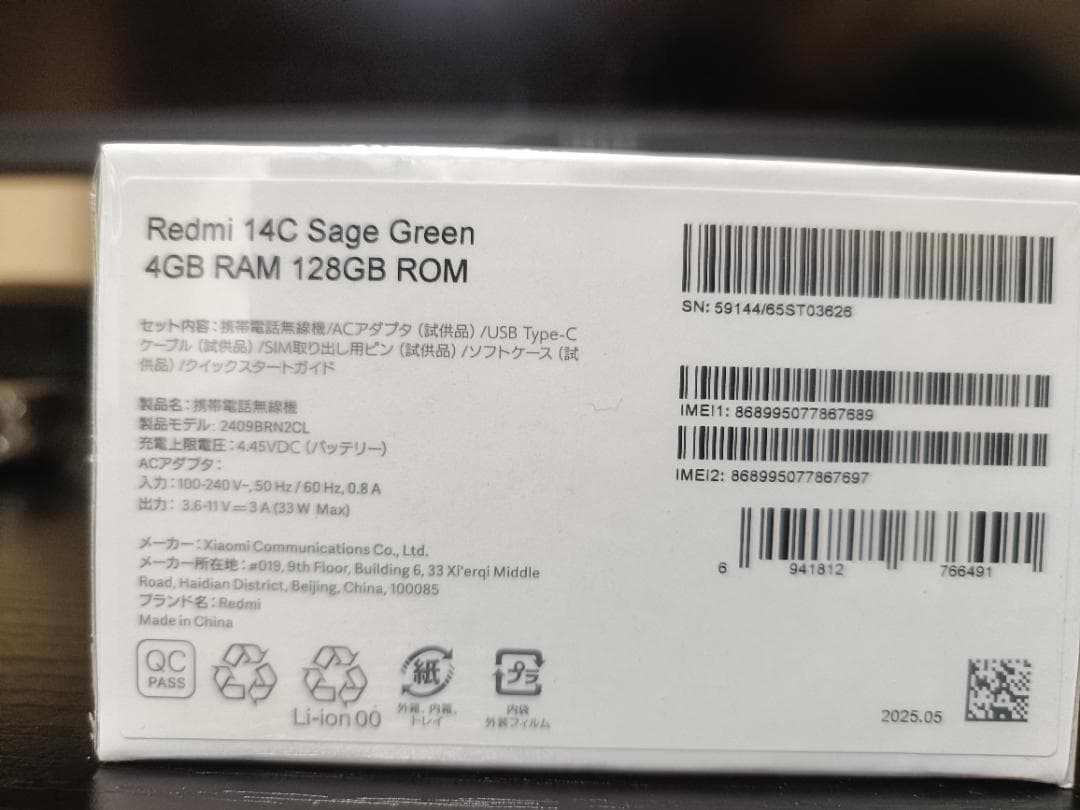 Redmi 14C Sage Green
4GB RAM 128GB ROM
セット内容：携帯電話無線機/ACアダプタ（試供品）/USB Type-C
ケーブル（試供品）/SIM取り出し用ピン（試供品）/ソフトケース（試
供品）/クイックスタートガイド
製品名：携帯電話無線機
製品モデル: 2409BRN2CL
充電上限電圧：4.45VDC（バッテリー）
ACアダプタ：
入力：100-240 V~, 50 Hz / 60 Hz, 0.8 A
出力： 3.6-11 V⎓3 A (33 W Max)
メーカー：Xiaomi Communications Co., Ltd.
メーカー所在地：#019, 9th Floor, Building 6, 33 Xi'erqi Middle
Road, Haidian District, Beijing, China, 100085
ブランド名：Redmi
Made in China
QC
PASS
Li-ion 00
紙
外箱、内箱、
トレイ
プラ
内袋
外装フィルム
SN: 59144/65ST03626
IMEI1: 868995077867689
IMEI2: 868995077867697
6 941812 766491
2025.05